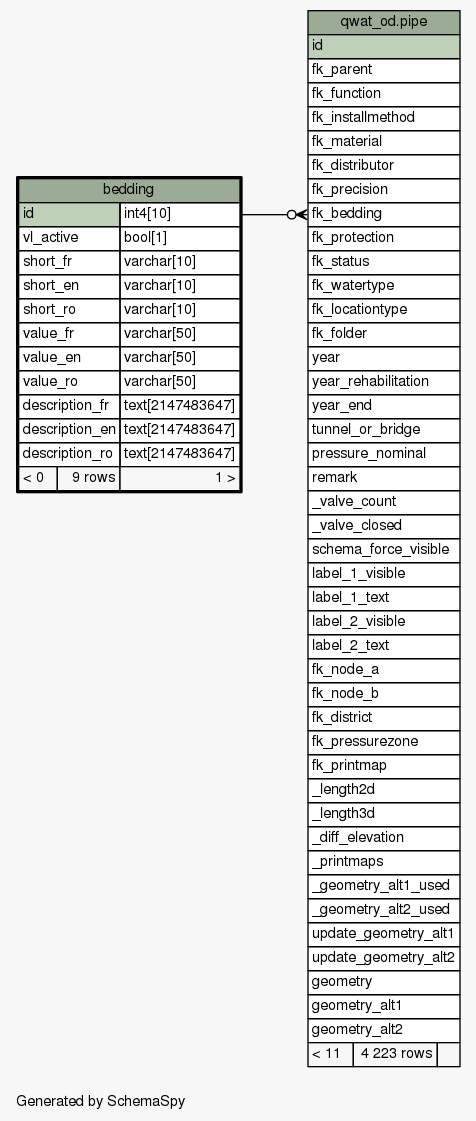 bedding
id int4[10]
vl_active bool[1]
short_fr varchar[10]
short_en varchar[10]
short_ro varchar[10]
value_fr varchar[50]
value_en varchar[50]
value_ro varchar[50]
description_fr text[2147483647]
description_en text[2147483647]
description_ro text[2147483647]
< 0 9 rows 1 >
qwat_od.pipe
id
fk_parent
fk_function
fk_installmethod
fk_material
fk_distributor
fk_precision
fk_bedding
fk_protection
fk_status
fk_watertype
fk_locationtype
fk_folder
year
year_rehabilitation
year_end
tunnel_or_bridge
pressure_nominal
remark
_valve_count
_valve_closed
schema_force_visible
label_1_visible
label_1_text
label_2_visible
label_2_text
fk_node_a
fk_node_b
fk_district
fk_pressurezone
fk_printmap
_length2d
_length3d
_diff_elevation
_printmaps
_geometry_alt1_used
_geometry_alt2_used
update_geometry_alt1
update_geometry_alt2
geometry
geometry_alt1
geometry_alt2
< 11 4 223 rows
Generated by SchemaSpy